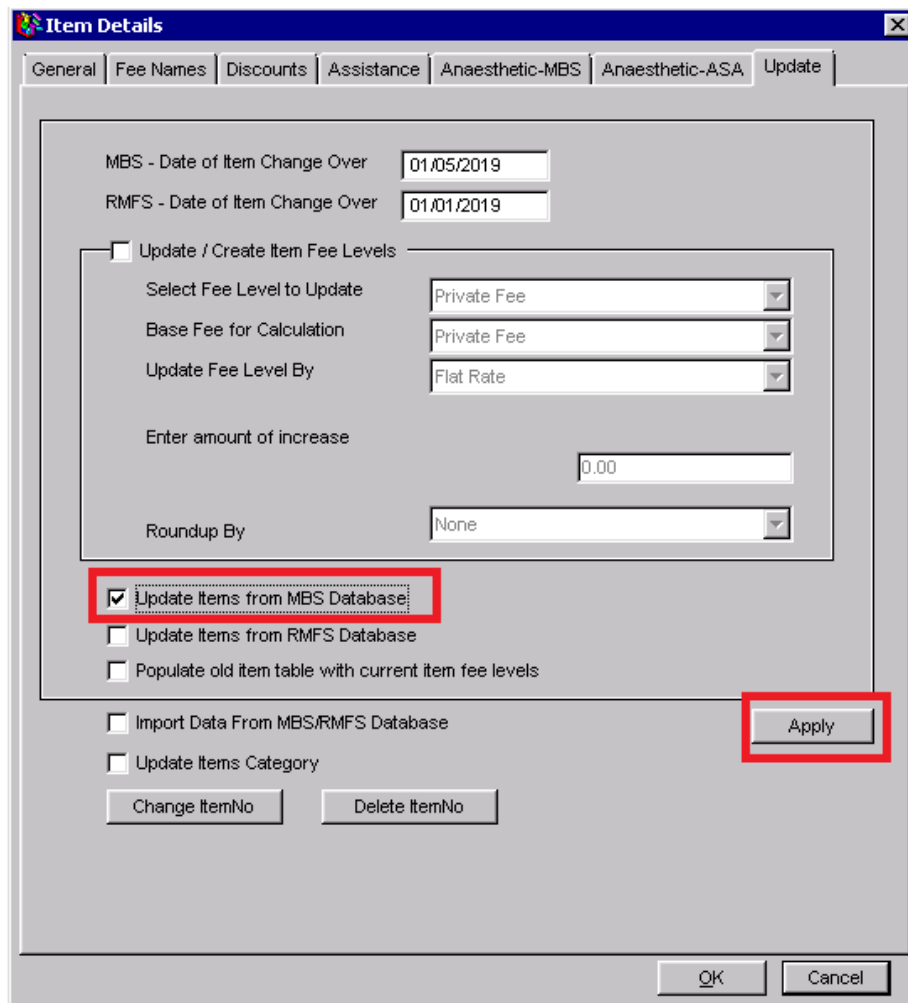 Item Details
General Fee Names Discounts Assistance Anaesthetic-MBS Anaesthetic-ASA Update
MBS - Date of Item Change Over 01/05/2019
RMFS - Date of Item Change Over 01/01/2019
Update / Create Item Fee Levels
Select Fee Level to Update Private Fee
Base Fee for Calculation Private Fee
Update Fee Level By Flat Rate
Enter amount of increase
0.00
Roundup By None
Update Items from MBS Database
Update Items from RMFS Database
Populate old item table with current item fee levels
Import Data From MBS/RMFS Database
Apply
Update Items Category
Change ItemNo Delete ItemNo
OK Cancel